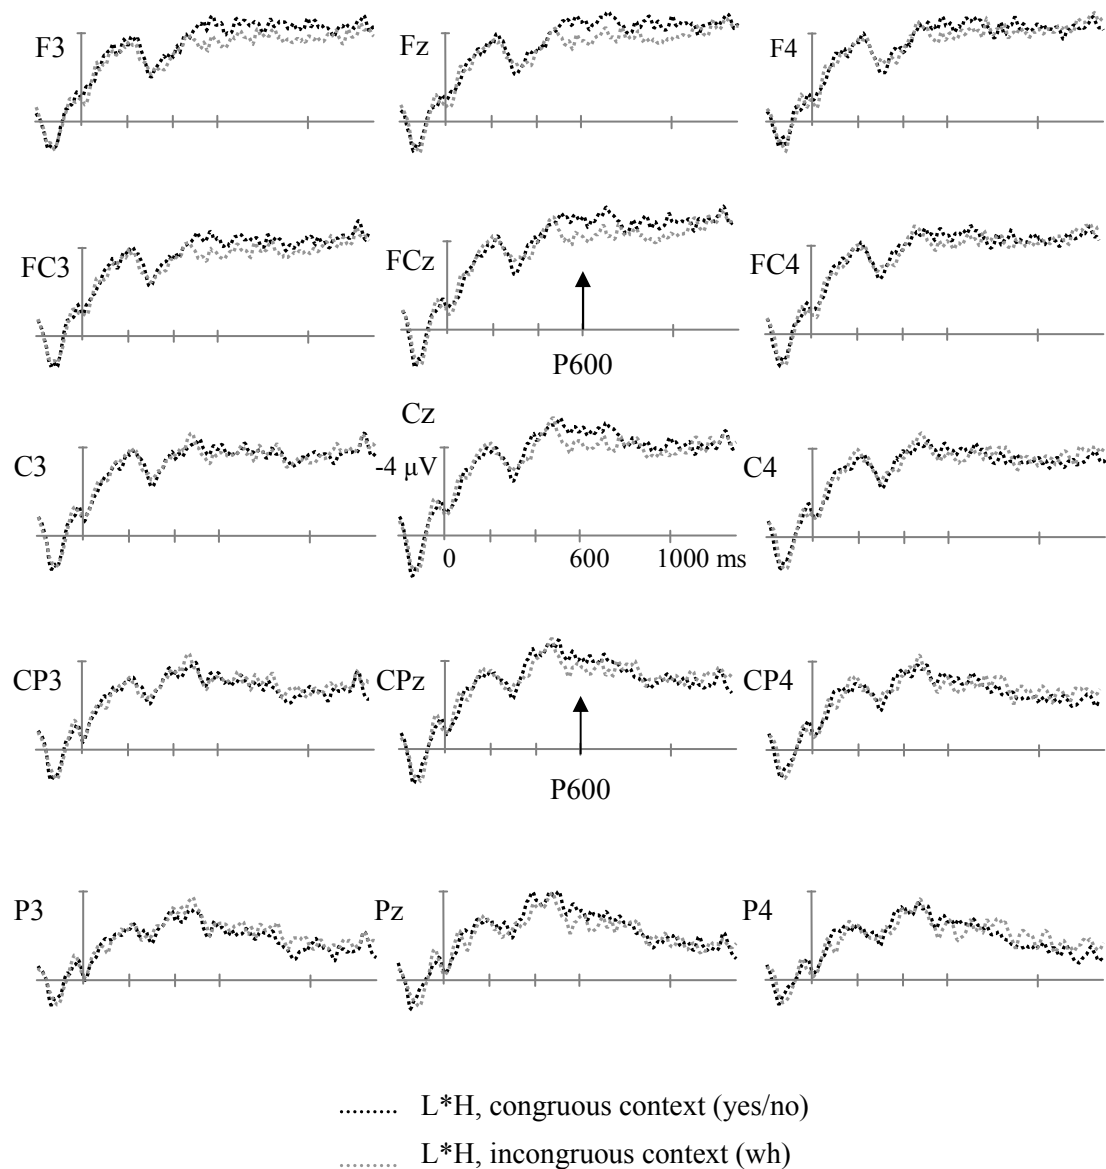 F3 Fz F4
FC3 FCz FC4
P600
Cz
C3 -4 μV C4
0 600 1000 ms
CP3 CPz CP4
P600
P3 Pz P4
L*H, congruous context (yes/no)
L*H, incongruous context (wh)